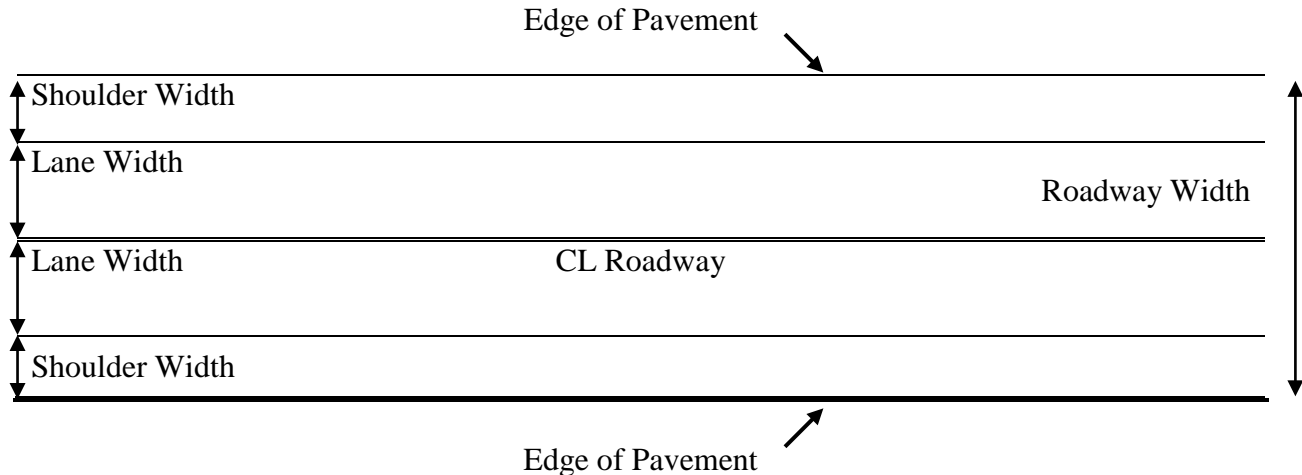 Edge of Pavement
Shoulder Width
Lane Width
Roadway Width
Lane Width
CL Roadway
Shoulder Width
Edge of Pavement